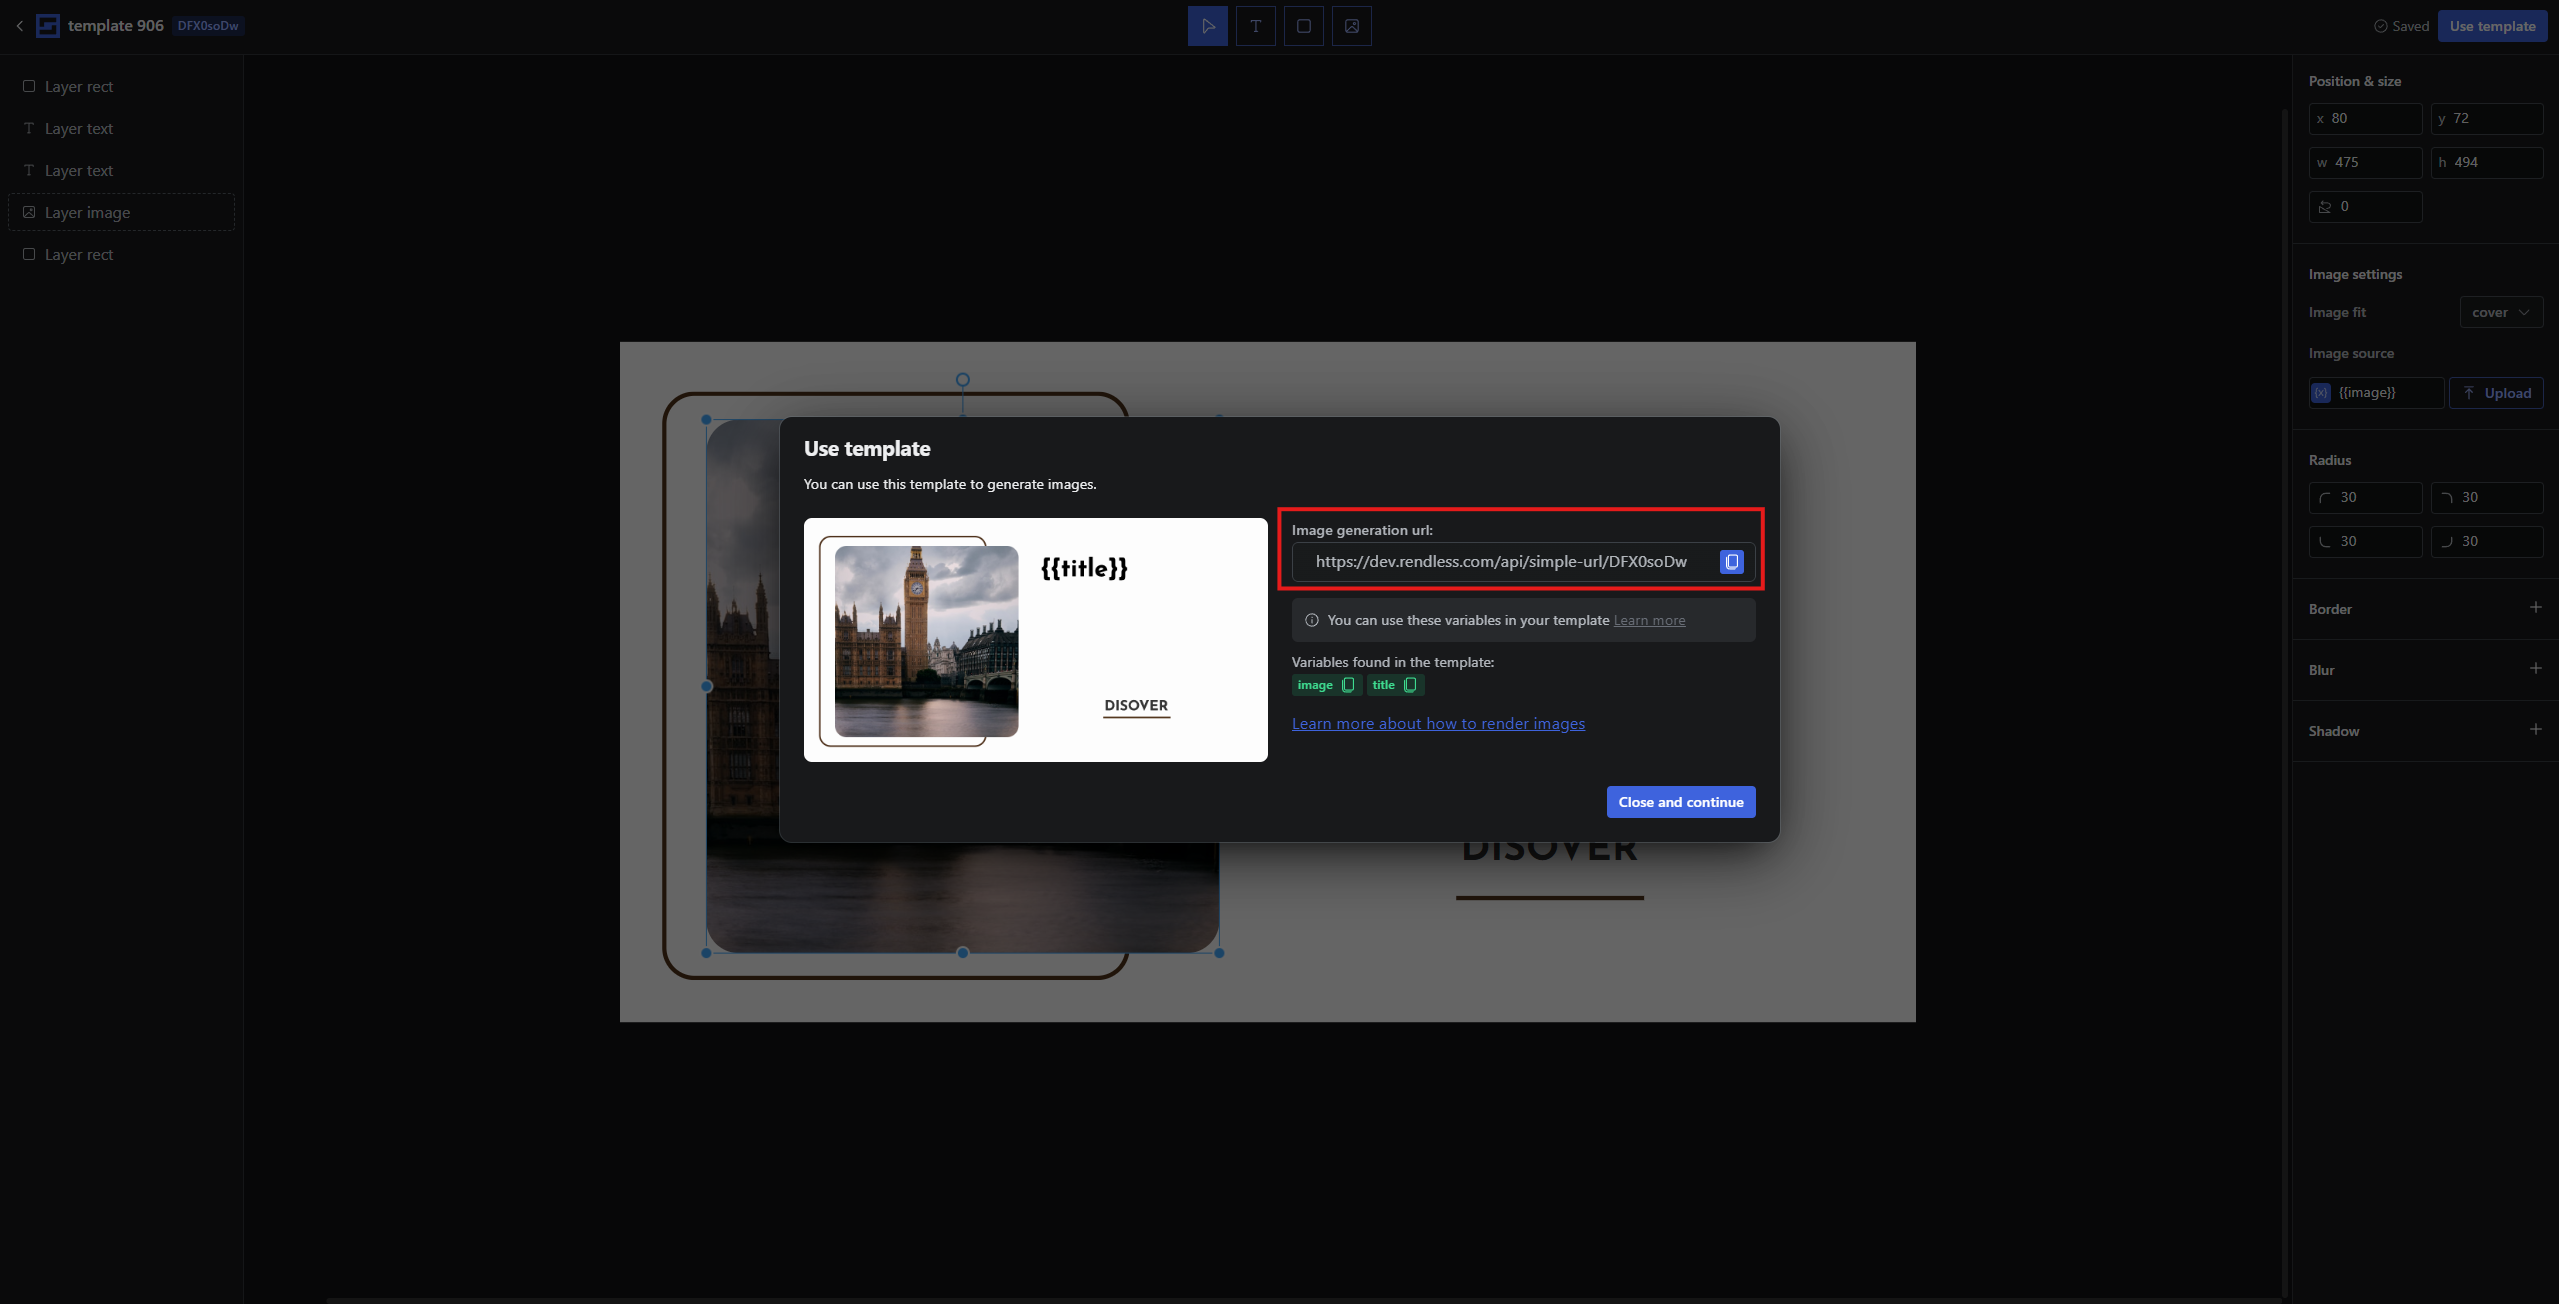 template 906 DFX0soDw
T
Saved
Use template
Layer rect
T Layer text
T Layer text
Layer image
Layer rect
Use template
You can use this template to generate images.
{{title}}
DISOVER
Image generation url:
https://dev.rendless.com/api/simple-url/DFX0soDw
You can use these variables in your template Learn more
Variables found in the template:
image title
Learn more about how to render images
Close and continue
DISOVER
Position & size
x 80 y 72
w 475 h 494
0
Image settings
Image fit cover
Image source
{x} {{image}} Upload
Radius
30 30
30 30
Border
Blur
Shadow